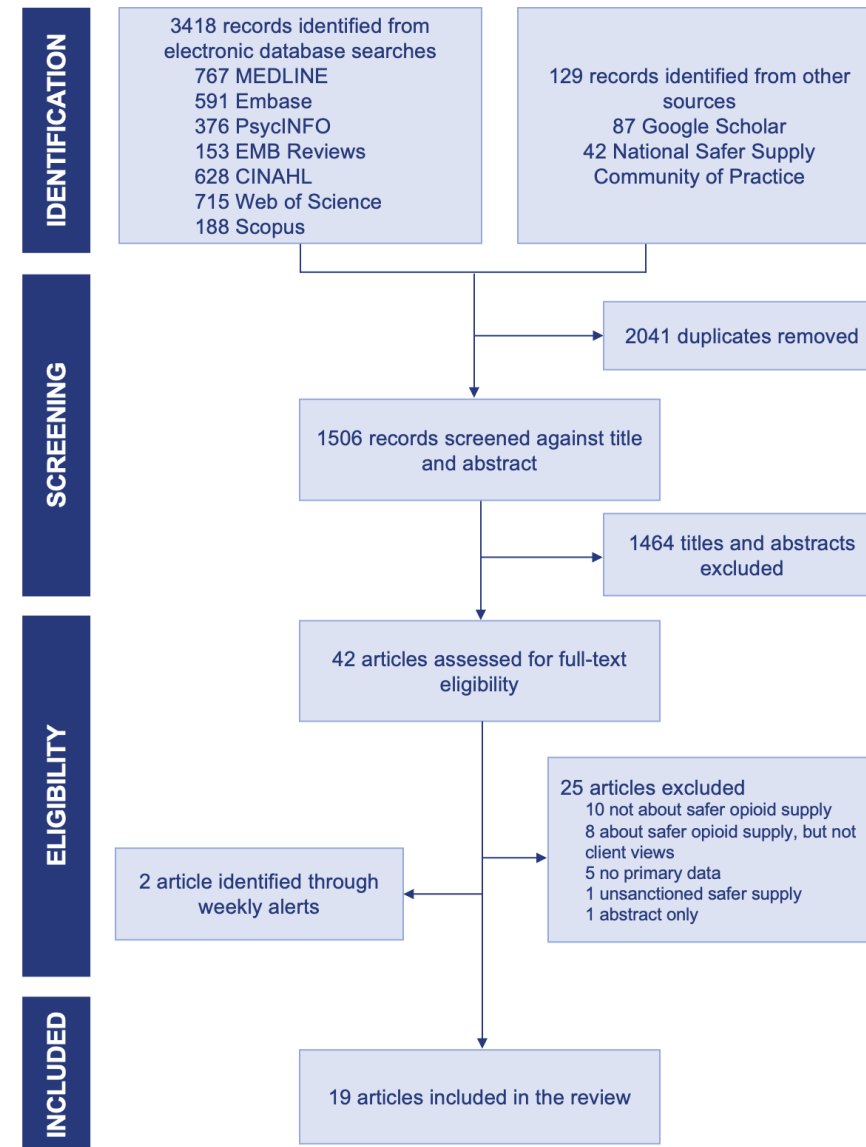 IDENTIFICATION
3418 records identified from
electronic database searches
767 MEDLINE
591 Embase
376 PsycINFO
153 EMB Reviews
628 CINAHL
715 Web of Science
188 Scopus
129 records identified from other
sources
87 Google Scholar
42 National Safer Supply
Community of Practice
SCREENING
2041 duplicates removed
1506 records screened against title
and abstract
1464 titles and abstracts
excluded
ELIGIBILITY
42 articles assessed for full-text
eligibility
25 articles excluded
10 not about safer opioid supply
8 about safer opioid supply, but not
client views
5 no primary data
1 unsanctioned safer supply
1 abstract only
2 article identified through
weekly alerts
INCLUDED
19 articles included in the review